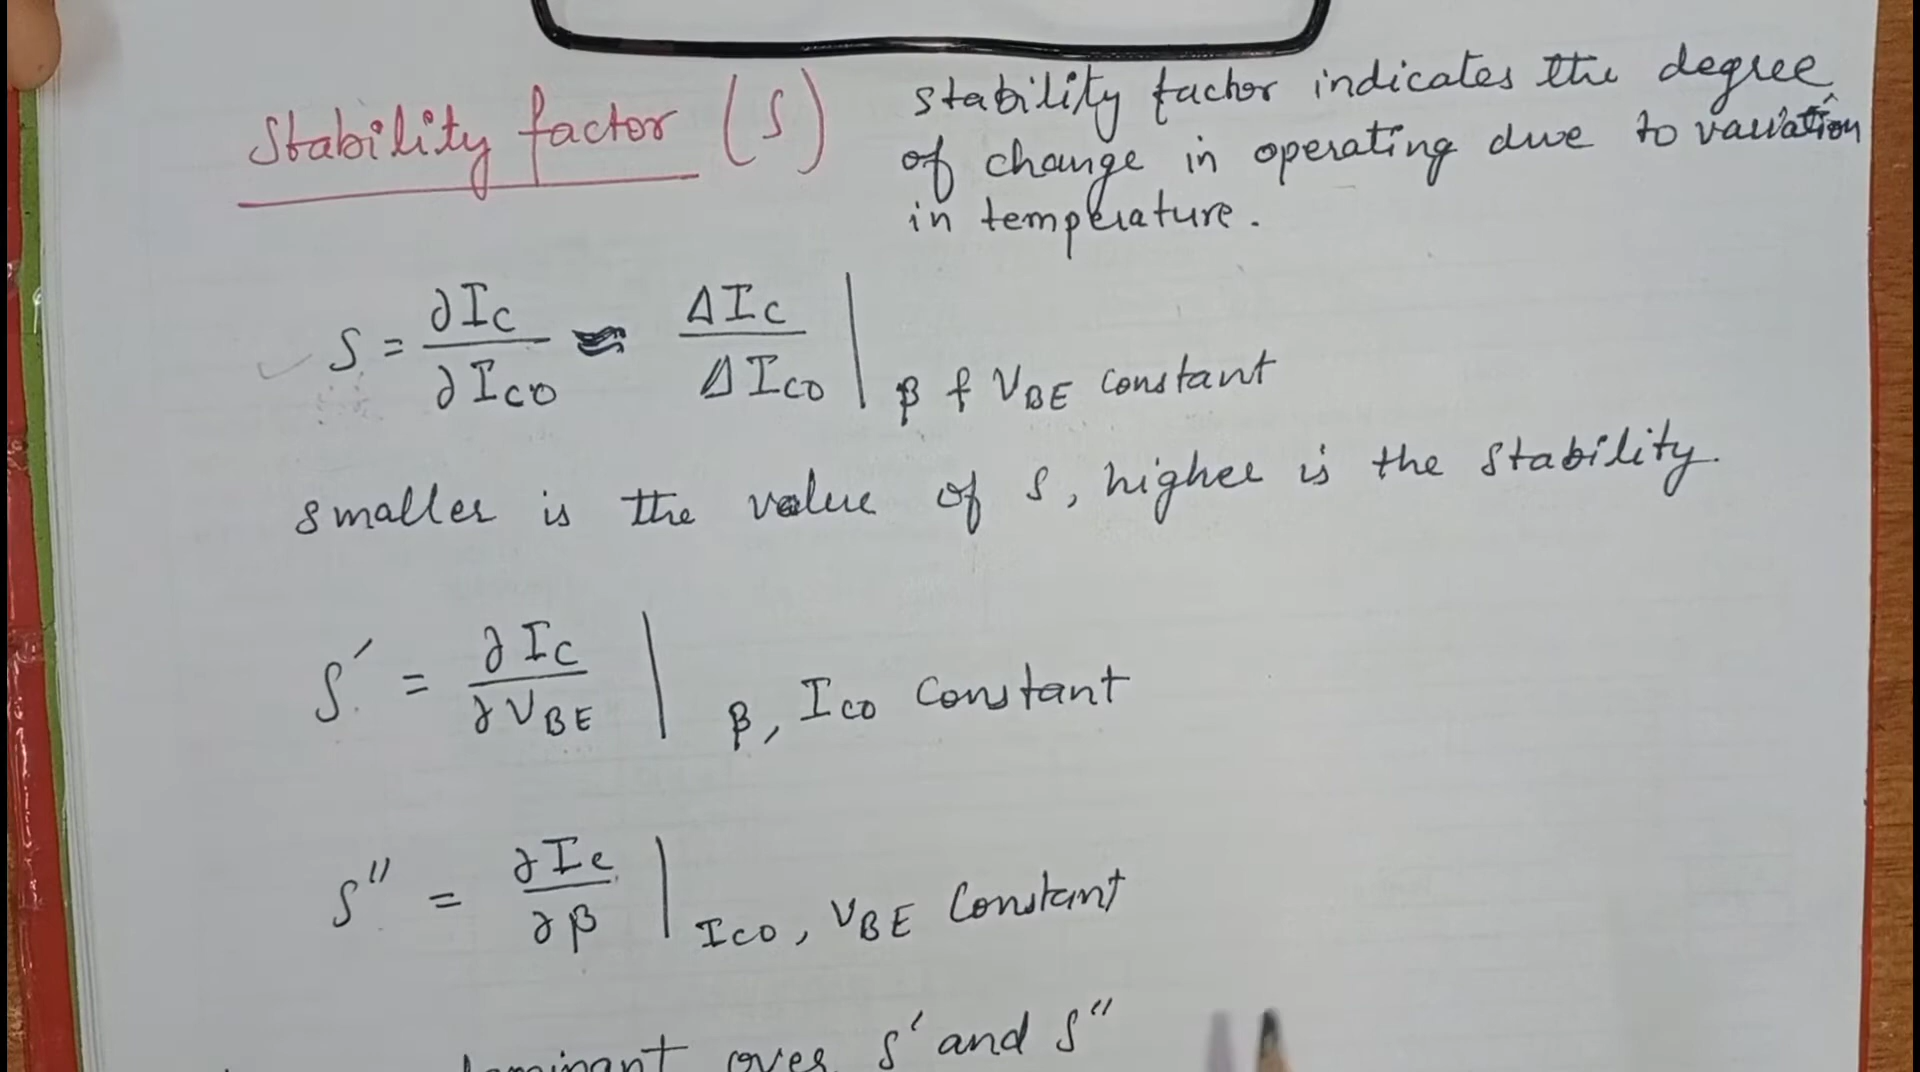 Stability factor (S)
stability factor indicates the degree
of change in operating due to variation
in temperature.
S = ∂IC / ∂ICO ≈ ΔIC / ΔICO | β & VBE constant
smaller is the value of S, higher is the stability.
S' = ∂IC / ∂VBE | β, ICO constant
S'' = ∂IC / ∂β | ICO, VBE Constant
dominant over S' and S''